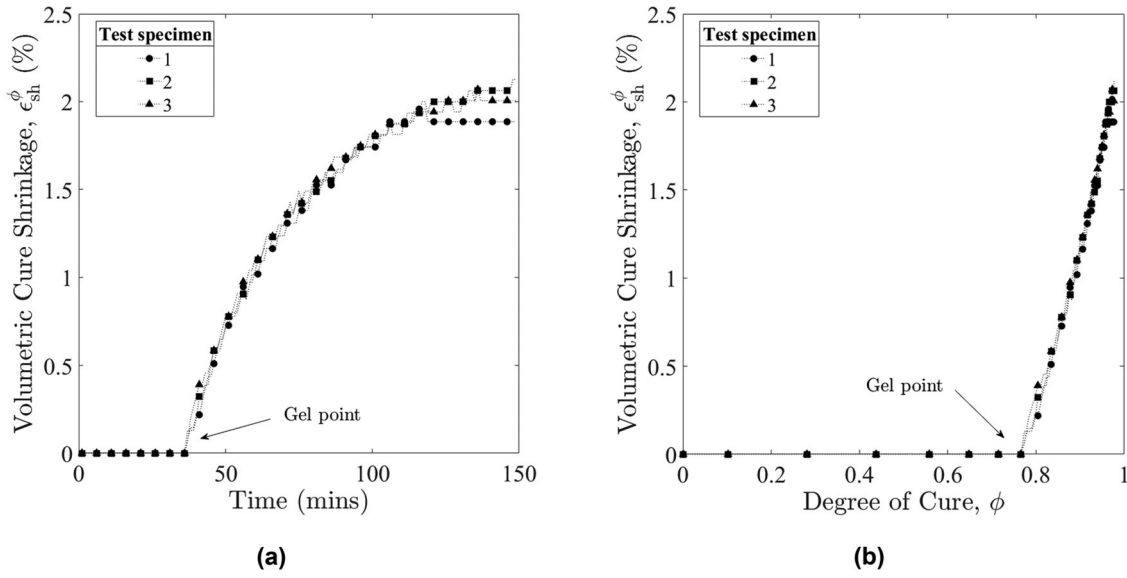 Volumetric Cure Shrinkage, ϵ_sh^ϕ (%)
2.5
2
1.5
1
0.5
0
Test specimen
1
2
3
Gel point
0
50
100
150
Time (mins)
(a)
Volumetric Cure Shrinkage, ϵ_sh^ϕ (%)
2.5
2
1.5
1
0.5
0
Test specimen
1
2
3
Gel point
0
0.2
0.4
0.6
0.8
1
Degree of Cure, ϕ
(b)